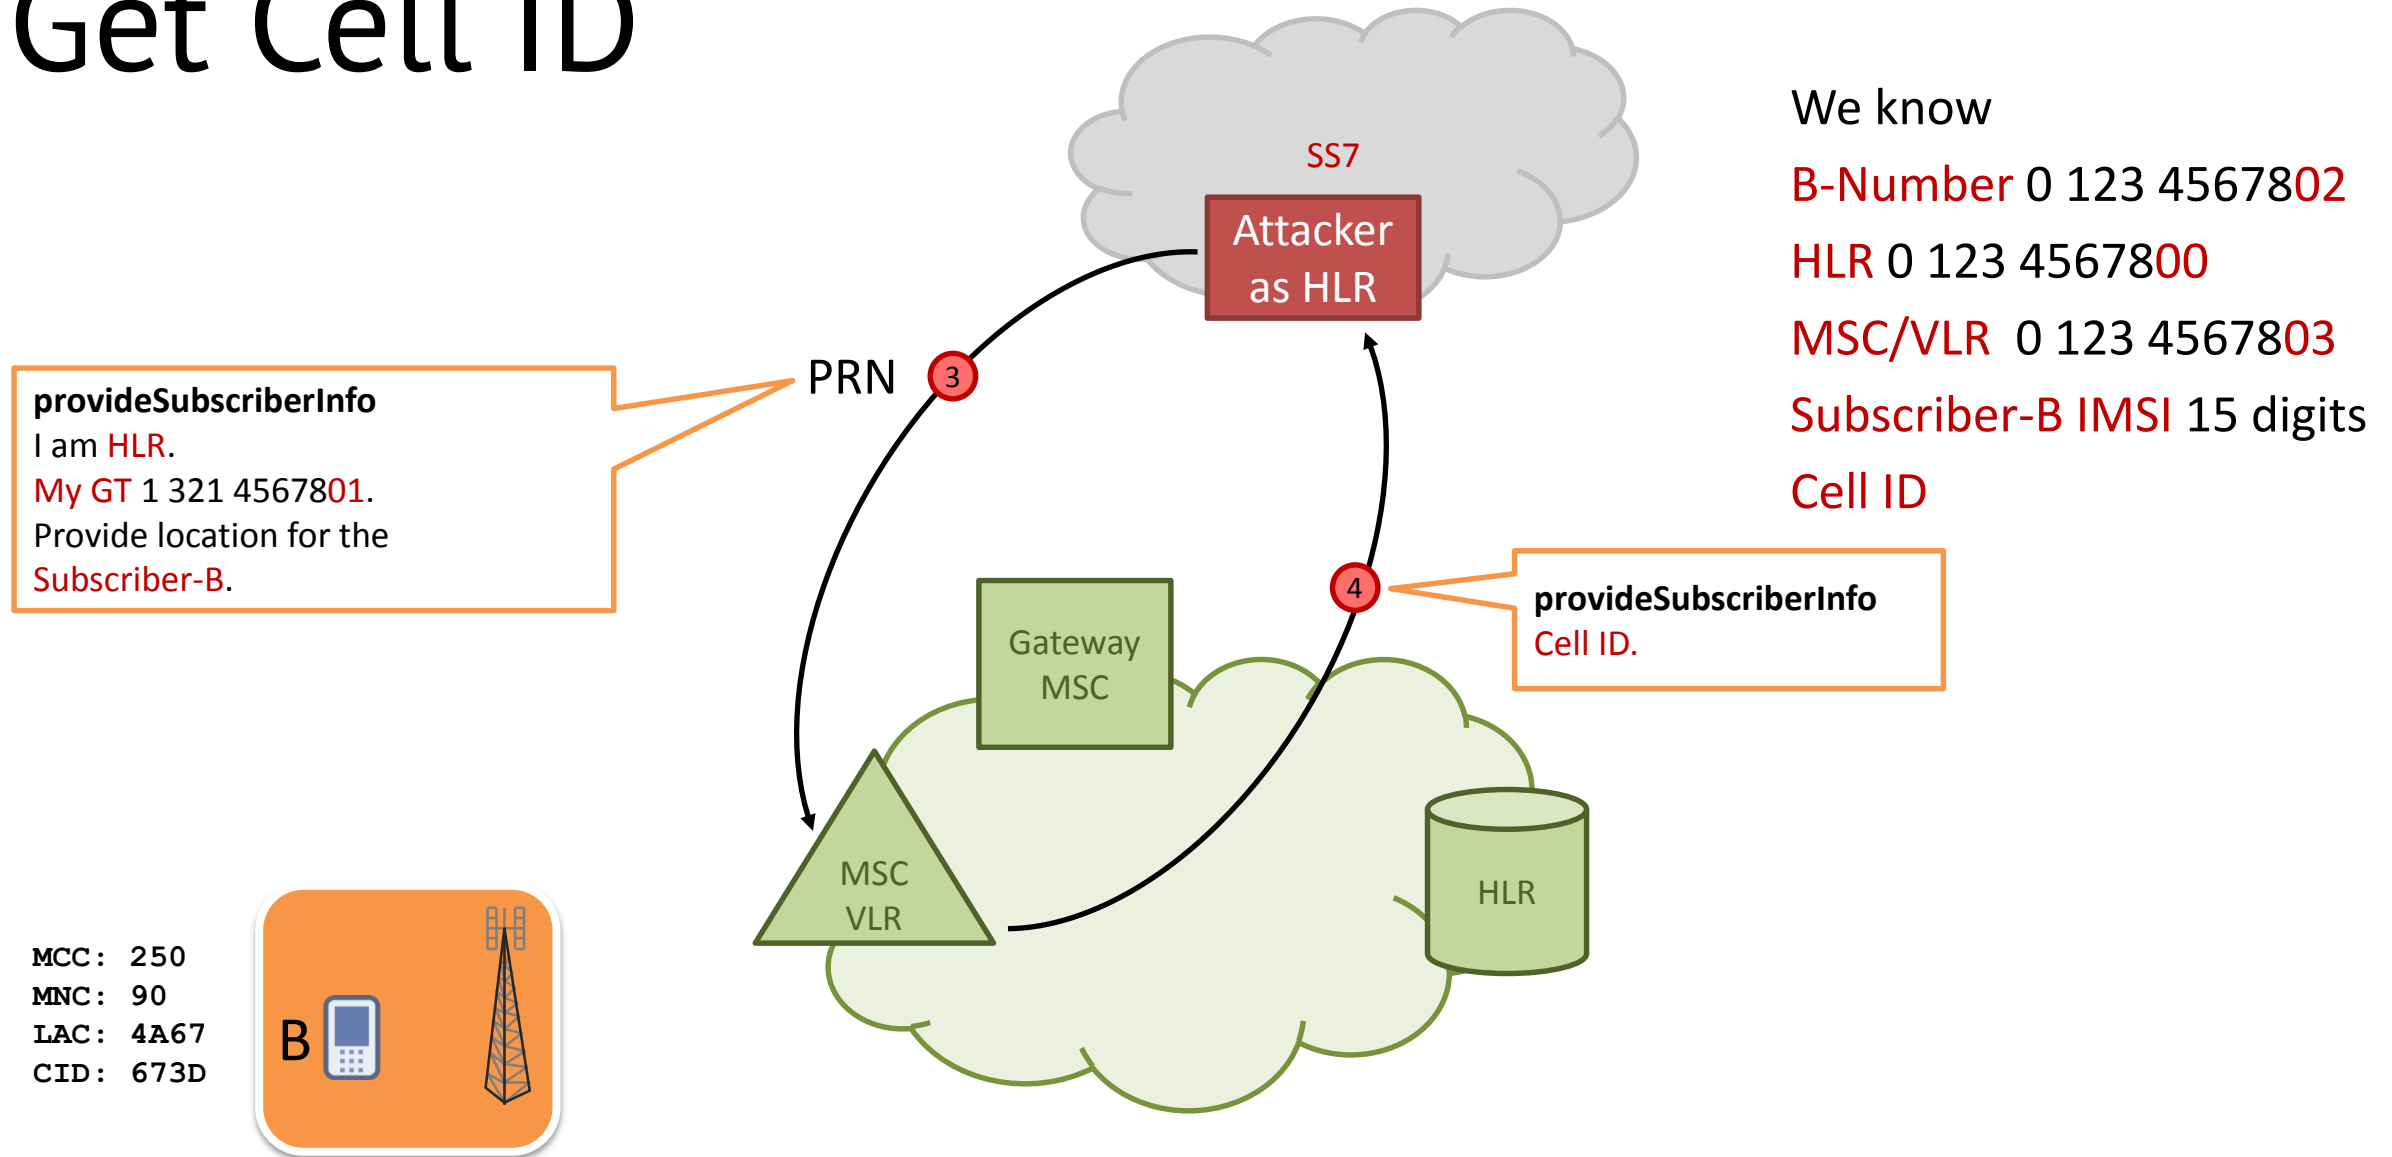 Get Cell ID
SS7
Attacker
as HLR
We know
B-Number 0 123 4567802
HLR 0 123 4567800
MSC/VLR 0 123 4567803
Subscriber-B IMSI 15 digits
Cell ID
PRN
3
provideSubscriberInfo
I am HLR.
My GT 1 321 4567801.
Provide location for the
Subscriber-B.
4
provideSubscriberInfo
Cell ID.
Gateway
MSC
MSC
VLR
HLR
MCC: 250
MNC: 90
LAC: 4A67
CID: 673D
B